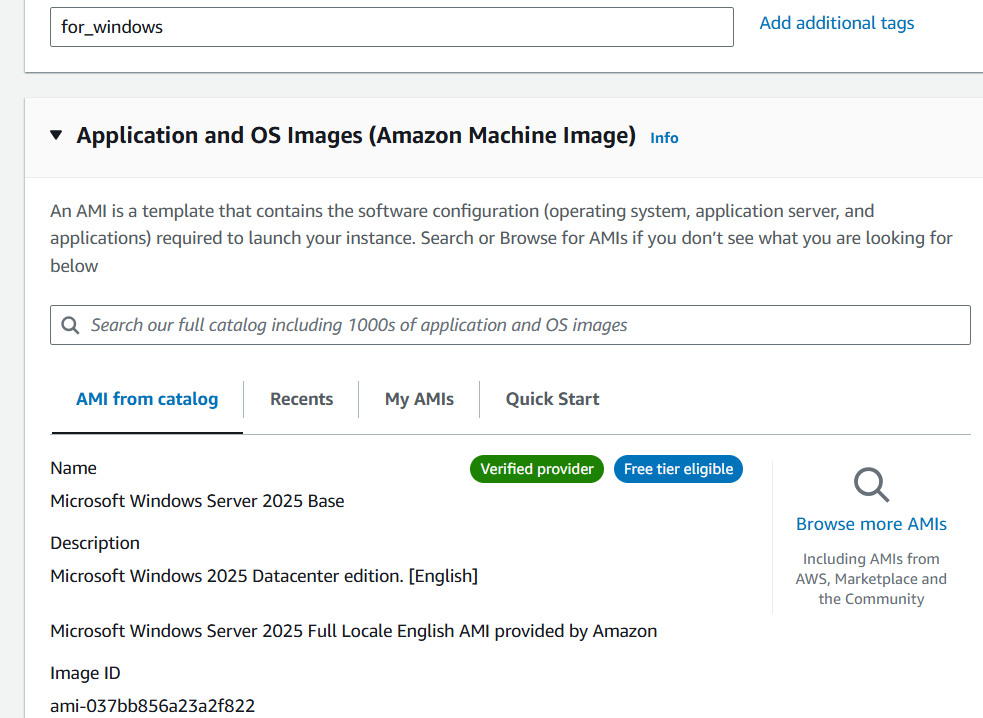 for_windows
Add additional tags
Application and OS Images (Amazon Machine Image) Info
An AMI is a template that contains the software configuration (operating system, application server, and
applications) required to launch your instance. Search or Browse for AMIs if you don’t see what you are looking for
below
Search our full catalog including 1000s of application and OS images
AMI from catalog
Recents
My AMIs
Quick Start
Name
Verified provider
Free tier eligible
Microsoft Windows Server 2025 Base
Description
Microsoft Windows 2025 Datacenter edition. [English]
Microsoft Windows Server 2025 Full Locale English AMI provided by Amazon
Image ID
ami-037bb856a23a2f822
Browse more AMIs
Including AMIs from
AWS, Marketplace and
the Community